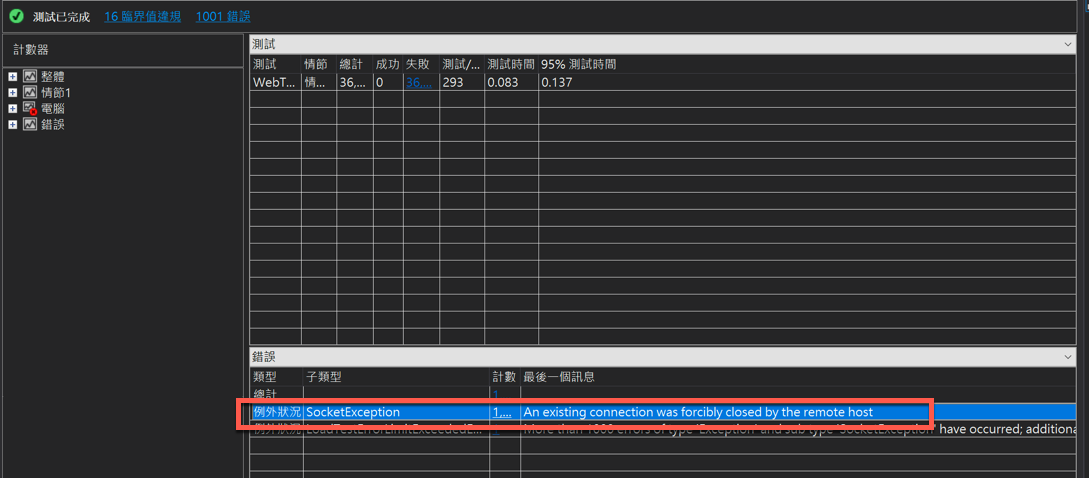 測試已完成 16 臨界值違規 1001 錯誤
計數器
整體
情節1
電腦
錯誤
測試
測試 情節 總計 成功 失敗 測試/... 測試時間 95% 測試時間
WebT... 情... 36,... 0 36,... 293 0.083 0.137
錯誤
類型 子類型 計數 最後一個訊息
總計 1...
例外狀況 SocketException 1,... An existing connection was forcibly closed by the remote host
例外狀況 LoadTestErrorLimitExceededE... 1 More than 1000 errors of type 'Exception' and sub type 'SocketException' have occurred; additiona